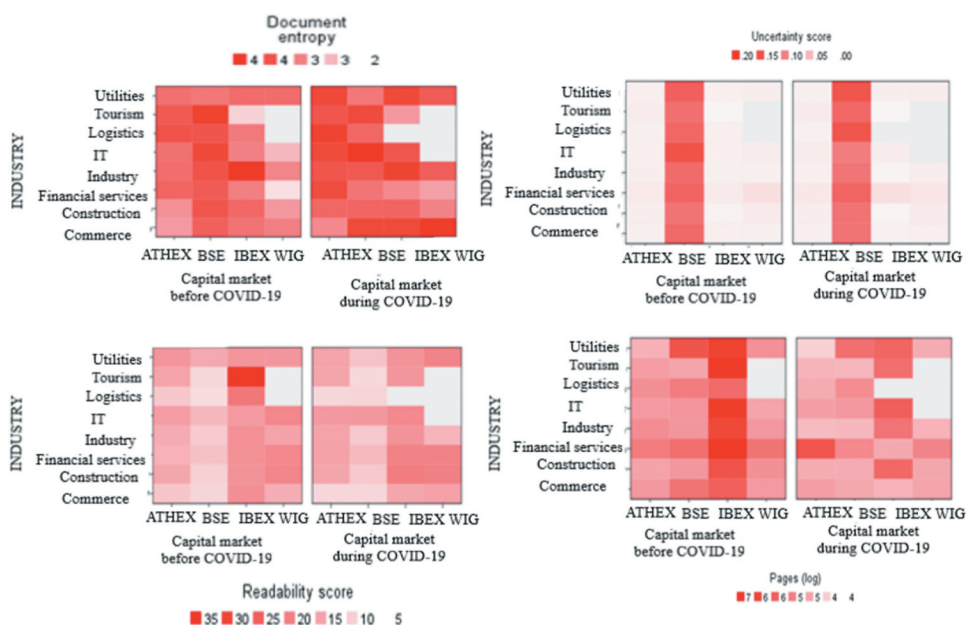 Document
entropy
4 4 3 3 2
INDUSTRY
Utilities
Tourism
Logistics
IT
Industry
Financial services
Construction
Commerce
ATHEX BSE IBEX WIG
Capital market
before COVID-19
ATHEX BSE IBEX WIG
Capital market
during COVID-19
Uncertainty score
.20 .15 .10 .05 .00
INDUSTRY
Utilities
Tourism
Logistics
IT
Industry
Financial services
Construction
Commerce
ATHEX BSE IBEX WIG
Capital market
before COVID-19
ATHEX BSE IBEX WIG
Capital market
during COVID-19
INDUSTRY
Utilities
Tourism
Logistics
IT
Industry
Financial services
Construction
Commerce
ATHEX BSE IBEX WIG
Capital market
before COVID-19
ATHEX BSE IBEX WIG
Capital market
during COVID-19
Readability score
35 30 25 20 15 10 5
INDUSTRY
Utilities
Tourism
Logistics
IT
Industry
Financial services
Construction
Commerce
ATHEX BSE IBEX WIG
Capital market
before COVID-19
ATHEX BSE IBEX WIG
Capital market
during COVID-19
Pages (log)
7 6 6 5 5 4 4